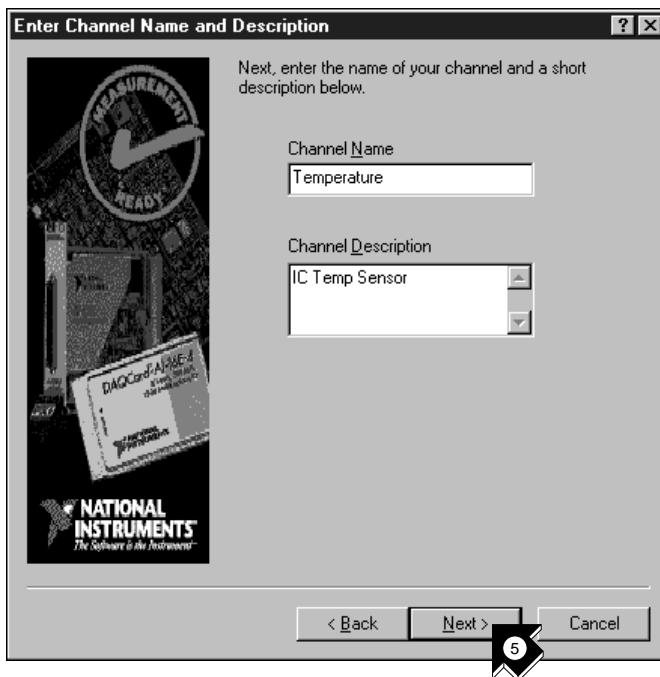 Enter Channel Name and Description
Next, enter the name of your channel and a short
description below.
MEASUREMENT
READY
Channel Name
Temperature
Channel Description
IC Temp Sensor
DAQCard-AI-16E-4
NATIONAL
INSTRUMENTS
NATIONAL
INSTRUMENTS
The Software is the Instrument
< Back
Next >
Cancel
5